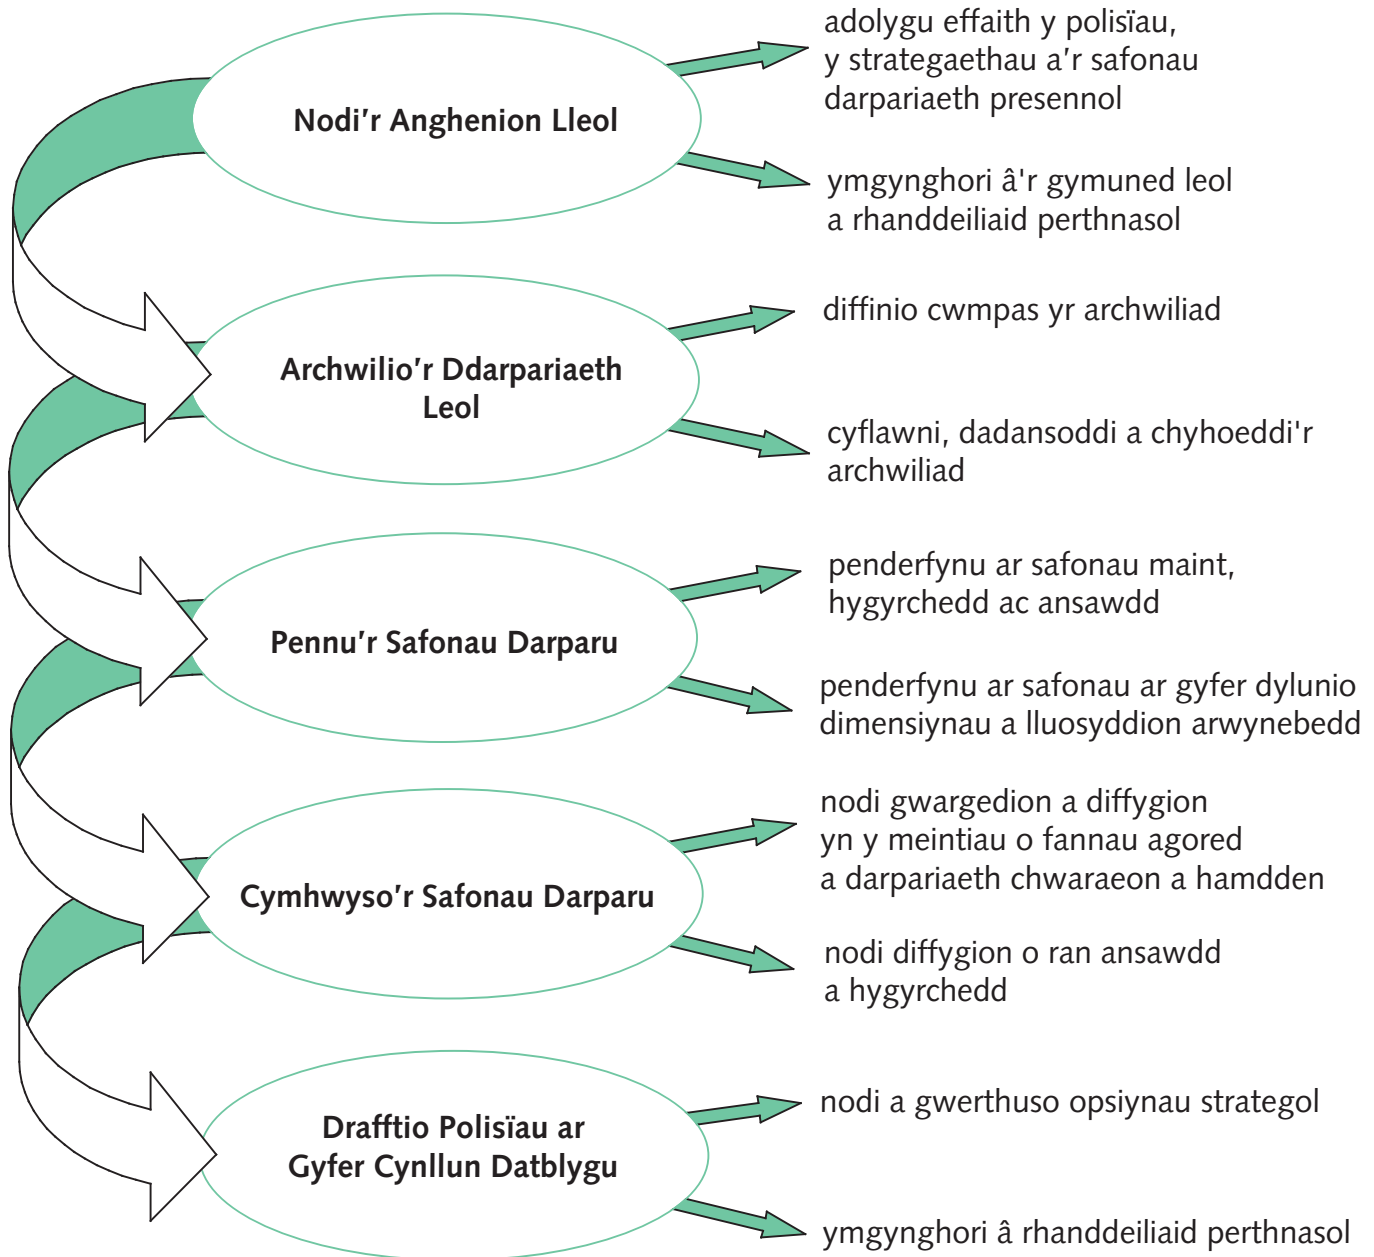 Nodi'r Anghenion Lleol
adolygu effaith y polisïau,
y strategaethau a'r safonau
darpariaeth presennol
ymgynghori â'r gymuned leol
a rhanddeiliaid perthnasol
Archwilio'r Ddarpariaeth
Leol
diffinio cwmpas yr archwiliad
cyflawni, dadansoddi a chyhoeddi'r
archwiliad
Pennu'r Safonau Darparu
penderfynu ar safonau maint,
hygyrchedd ac ansawdd
penderfynu ar safonau ar gyfer dylunio
dimensiynau a lluosyddion arwynebedd
Cymhwyso'r Safonau Darparu
nodi gwargedion a diffygion
yn y meintiau o fannau agored
a darpariaeth chwaraeon a hamdden
nodi diffygion o ran ansawdd
a hygyrchedd
Drafftio Polisïau ar
Gyfer Cynllun Datblygu
nodi a gwerthuso opsiynau strategol
ymgynghori â rhanddeiliaid perthnasol